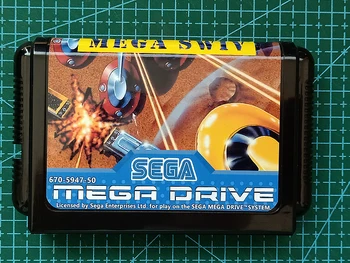 MEGA SWIV
SEGA
670-5947-50
MEGA DRIVE
Licensed by Sega Enterprises Ltd. for play on the SEGA MEGA DRIVE™ SYSTEM